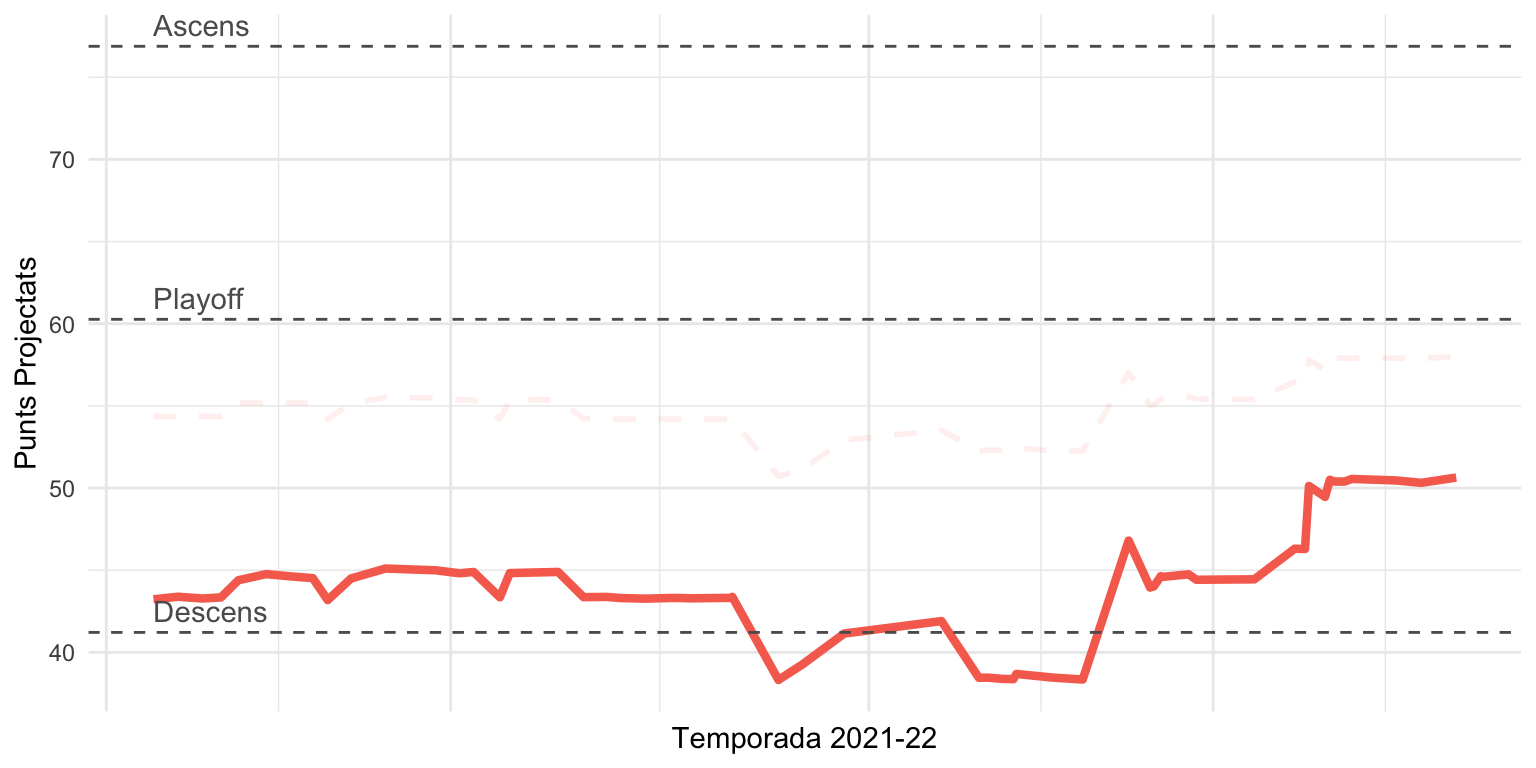 Ascens
70
Playoff
60
Punts Projectats
50
Descens
40
Temporada 2021-22